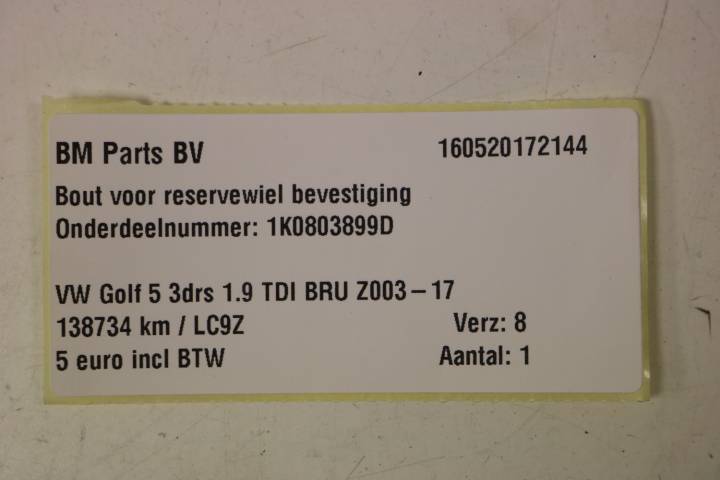 BM Parts BV 160520172144
Bout voor reservewiel bevestiging
Onderdeelnummer: 1K0803899D
VW Golf 5 3drs 1.9 TDI BRU Z003-17
138734 km / LC9Z Verz: 8
5 euro incl BTW Aantal: 1